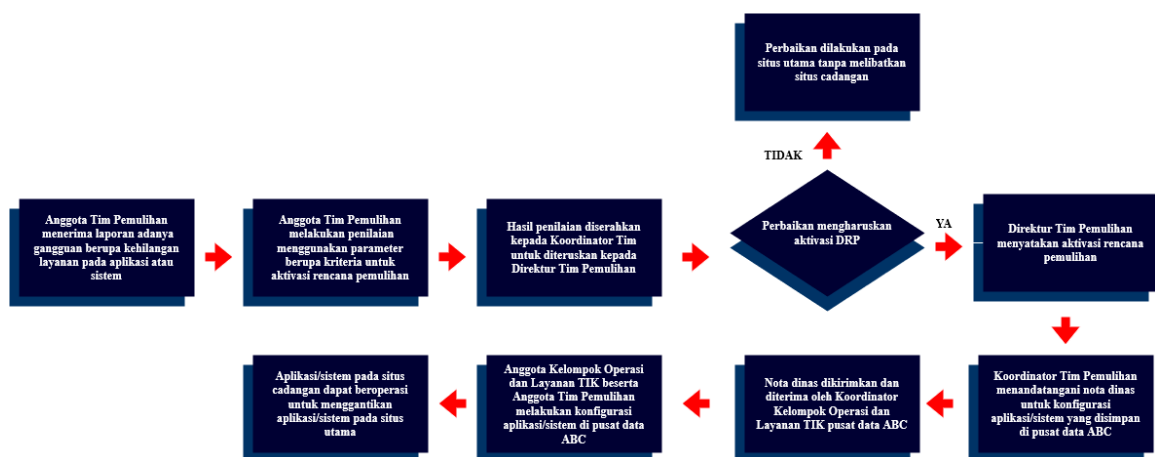 Perbaikan dilakukan pada
situs utama tanpa melibatkan
situs cadangan
TIDAK
Anggota Tim Pemulihan
menerima laporan adanya
gangguan berupa kehilangan
layanan pada aplikasi atau
sistem
Anggota Tim Pemulihan
melakukan penilaian
menggunakan parameter
berupa kriteria untuk
aktivasi rencana pemulihan
Hasil penilaian diserahkan
kepada Koordinator Tim
untuk diteruskan kepada
Direktur Tim Pemulihan
Perbaikan mengharuskan
aktivasi DRP
YA
Direktur Tim Pemulihan
menyatakan aktivasi rencana
pemulihan
Koordinator Tim Pemulihan
menandatangani nota dinas
untuk konfigurasi
aplikasi/sistem yang disimpan
di pusat data ABC
Nota dinas dikirimkan dan
diterima oleh Koordinator
Kelompok Operasi dan
Layanan TIK pusat data ABC
Anggota Kelompok Operasi
dan Layanan TIK beserta
Anggota Tim Pemulihan
melakukan konfigurasi
aplikasi/sistem di pusat data
ABC
Aplikasi/sistem pada situs
cadangan dapat beroperasi
untuk menggantikan
aplikasi/sistem pada situs
utama